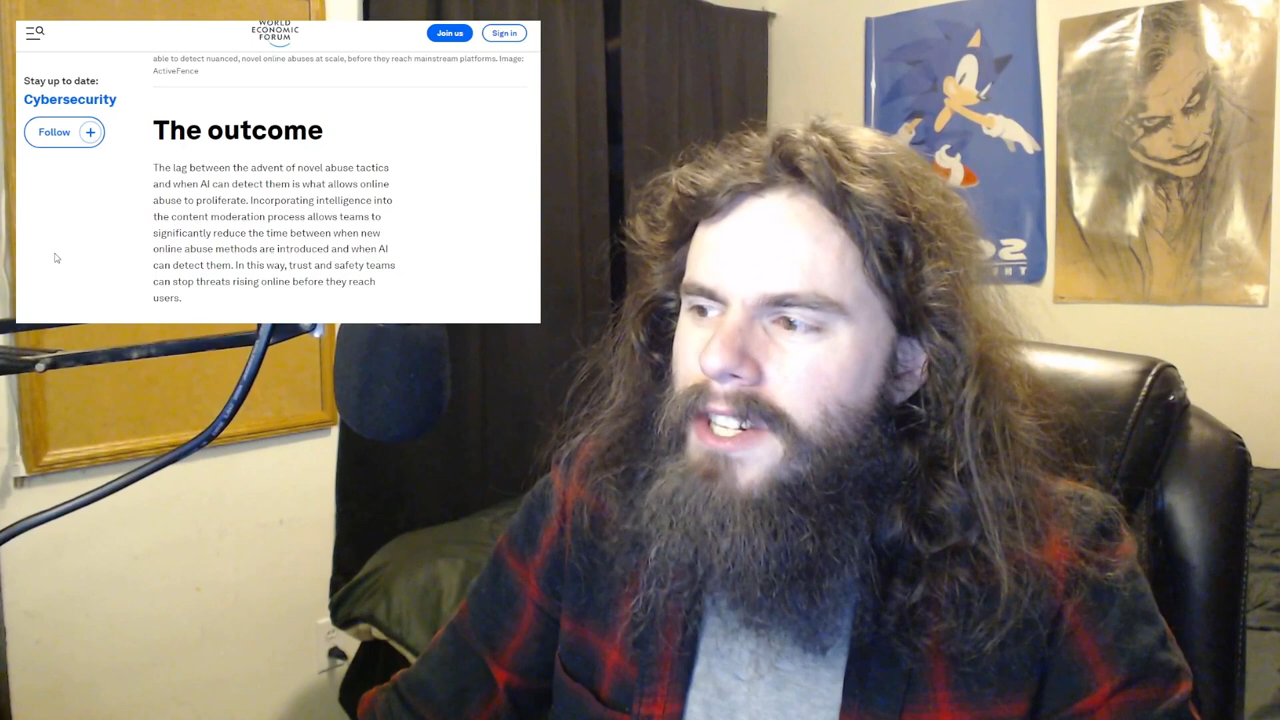 WORLD
ECONOMIC
FORUM
Join us
Sign in
able to detect nuanced, novel online abuses at scale, before they reach mainstream platforms. Image:
ActiveFence
Stay up to date:
Cybersecurity
Follow
The outcome
The lag between the advent of novel abuse tactics
and when AI can detect them is what allows online
abuse to proliferate. Incorporating intelligence into
the content moderation process allows teams to
significantly reduce the time between when new
online abuse methods are introduced and when AI
can detect them. In this way, trust and safety teams
can stop threats rising online before they reach
users.